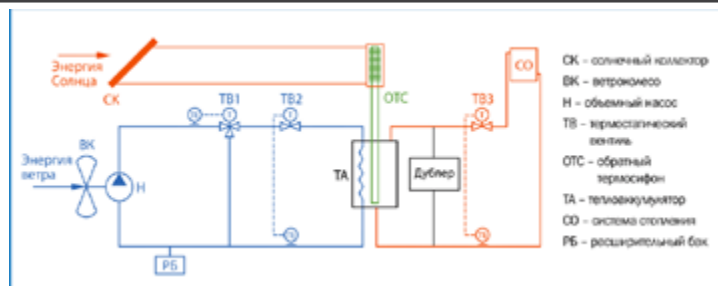 Энергия
Солнца
СК
ТВ1
ТВ2
ОТС
ТВ3
СО
ВК
Энергия
ветра
Н
ТА
Дублер
РБ
СК – солнечный коллектор
ВК – ветроколесо
Н – объемный насос
ТВ – термостатический
вентиль
ОТС – обратный
термосифон
ТА – теплоаккумулятор
СО – система отопления
РБ – расширительный бак